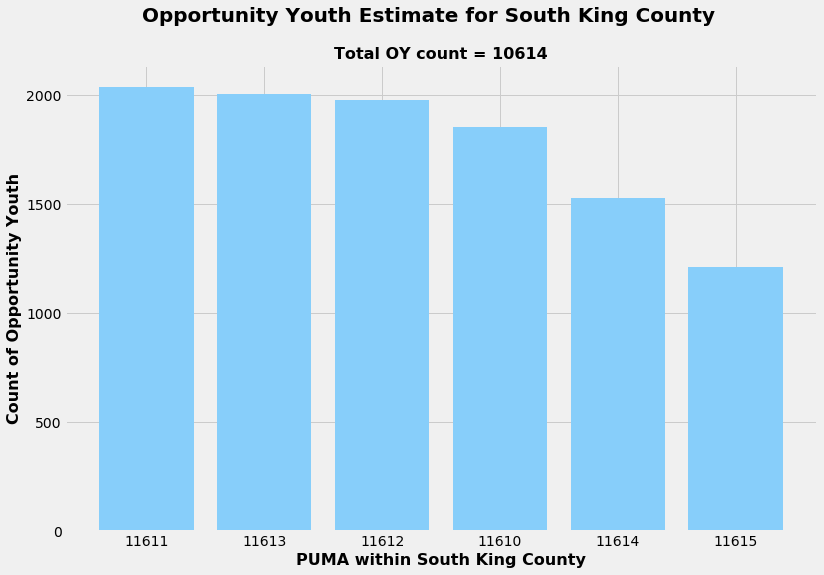 Opportunity Youth Estimate for South King County
Total OY count = 10614
Count of Opportunity Youth
2000
1500
1000
500
0
11611 11613 11612 11610 11614 11615
PUMA within South King County